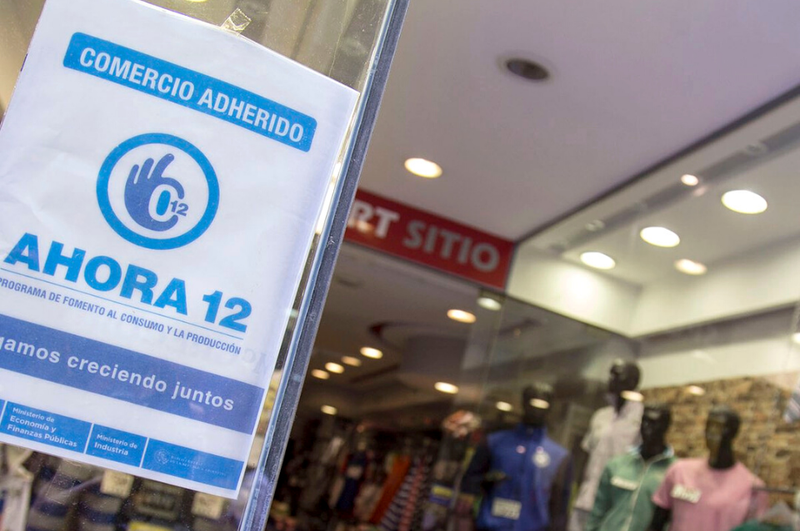 COMERCIO ADHERIDO
12
AHORA 12
PROGRAMA DE FOMENTO AL CONSUMO Y LA PRODUCCIÓN
amos creciendo juntos
Ministerio de
Economía y
Finanzas Públicas
Ministerio de
Industria
RT SITIO